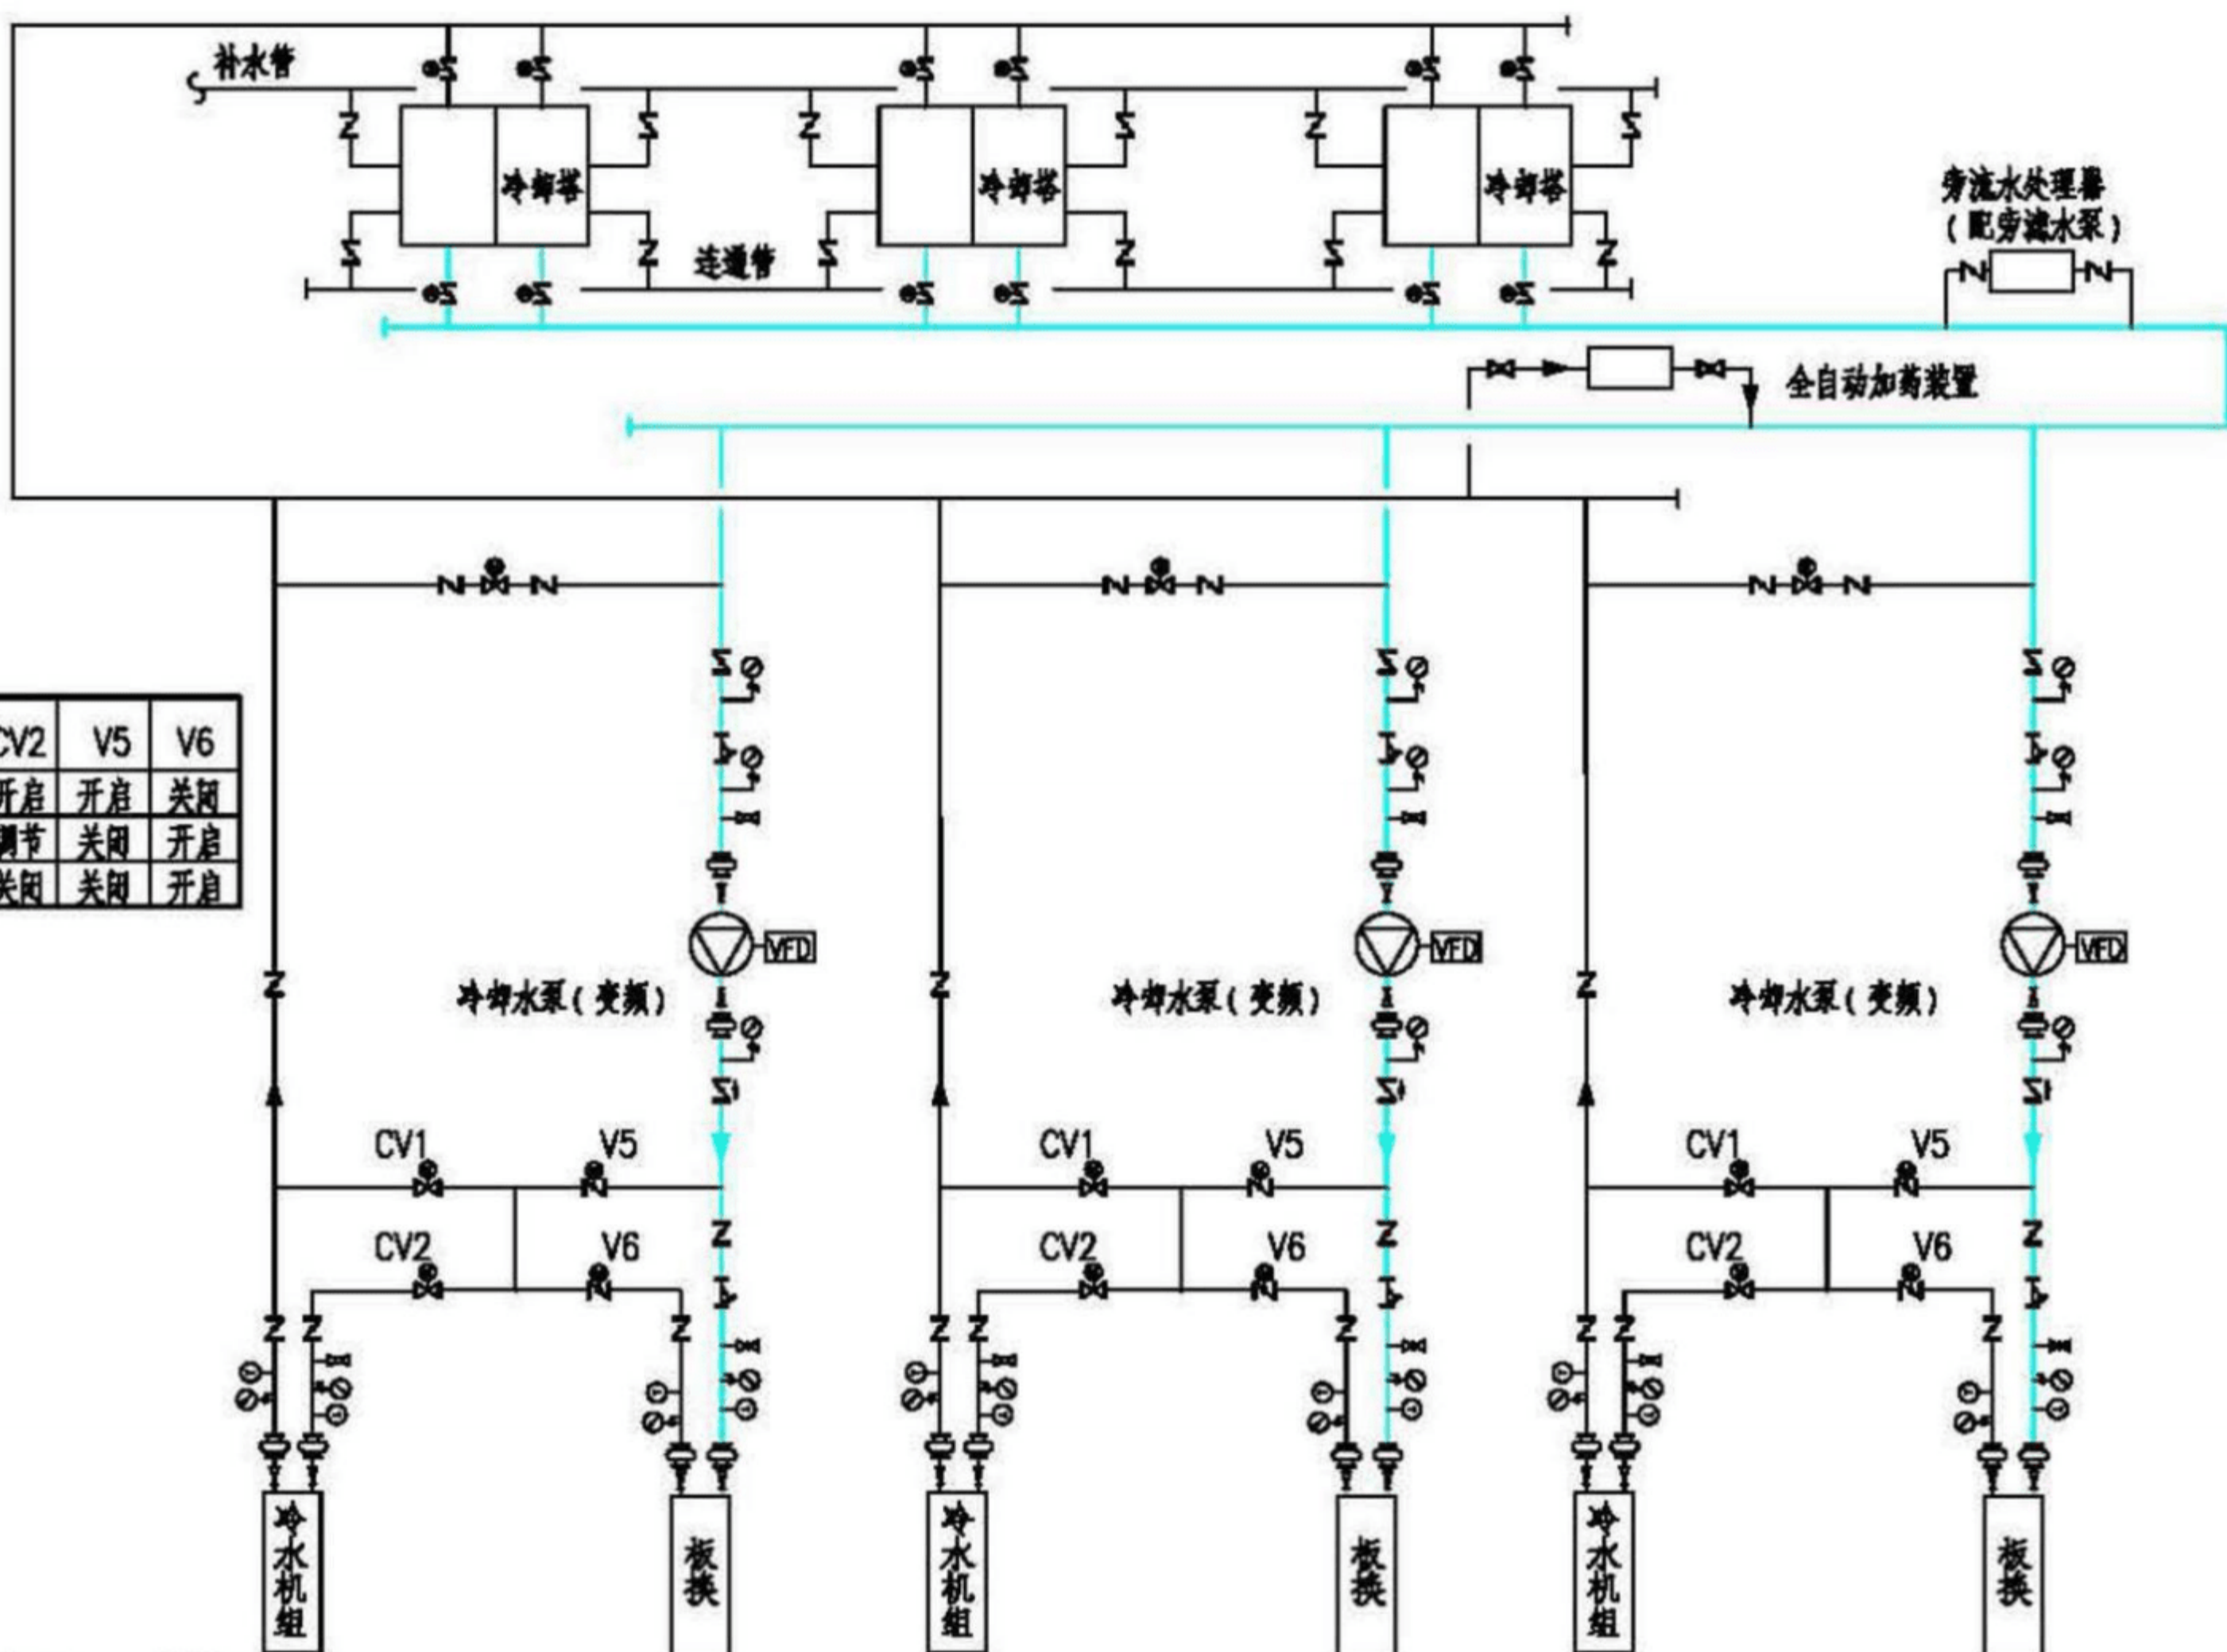 补水管
冷却塔
冷却塔
冷却塔
连通管
旁流水处理器
(配旁滤水泵)
全自动加药装置
CV2 V5 V6
开启 开启 关闭
调节 关闭 开启
关闭 关闭 开启
VFD
VFD
VFD
冷却水泵(变频)
冷却水泵(变频)
冷却水泵(变频)
CV1 V5
CV1 V5
CV1 V5
CV2 V6
CV2 V6
CV2 V6
冷水机组
板换
冷水机组
板换
冷水机组
板换